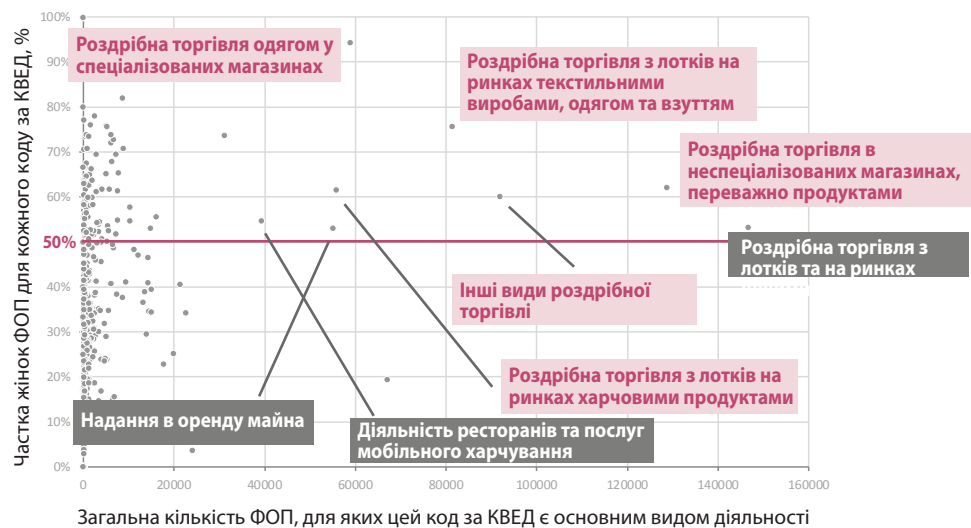 Частка жінок ФОП для кожного коду за КВЕД, %
100%
90%
80%
70%
60%
50%
40%
30%
20%
10%
0%
Роздрібна торгівля одягом у
спеціалізованих магазинах
Роздрібна торгівля з лотків на
ринках текстильними
виробами, одягом та взуттям
Роздрібна торгівля в
неспеціалізованих магазинах,
переважно продуктами
Роздрібна торгівля з
лотків та на ринках
Інші види роздрібної
торгівлі
Роздрібна торгівля з лотків на
ринках харчовими продуктами
Надання в оренду майна
Діяльність ресторанів та послуг
мобільного харчування
0
20000
40000
60000
80000
100000
120000
140000
160000
Загальна кількість ФОП, для яких цей код за КВЕД є основним видом діяльності